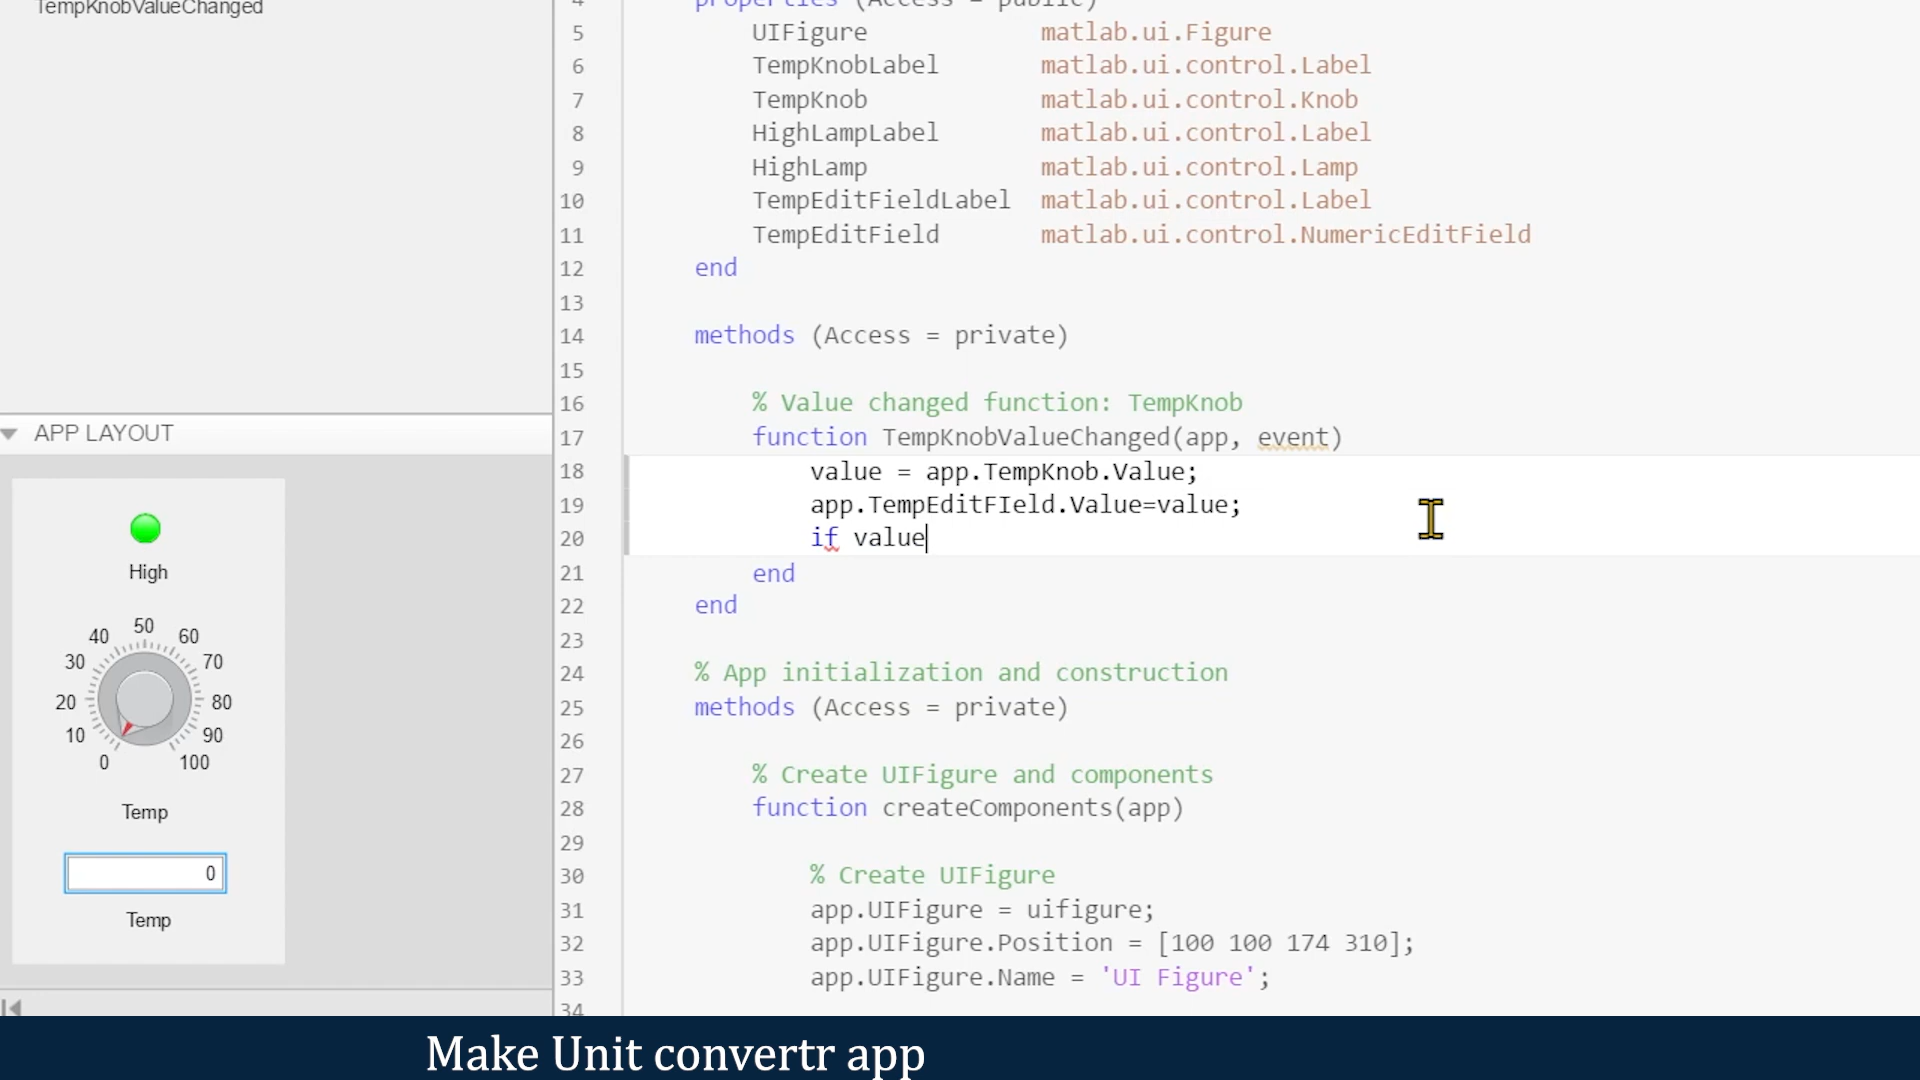 TempKnobValueChanged
APP LAYOUT
High
0
10
20
30
40
50
60
70
80
90
100
Temp
0
Temp
4 properties (Access = public)
5 UIFigure matlab.ui.Figure
6 TempKnobLabel matlab.ui.control.Label
7 TempKnob matlab.ui.control.Knob
8 HighLampLabel matlab.ui.control.Label
9 HighLamp matlab.ui.control.Lamp
10 TempEditFieldLabel matlab.ui.control.Label
11 TempEditField matlab.ui.control.NumericEditField
12 end
13
14 methods (Access = private)
15
16 % Value changed function: TempKnob
17 function TempKnobValueChanged(app, event)
18 value = app.TempKnob.Value;
19 app.TempEditFIeld.Value=value;
20 if value
21 end
22 end
23
24 % App initialization and construction
25 methods (Access = private)
26
27 % Create UIFigure and components
28 function createComponents(app)
29
30 % Create UIFigure
31 app.UIFigure = uifigure;
32 app.UIFigure.Position = [100 100 174 310];
33 app.UIFigure.Name = 'UI Figure';
34
Make Unit convertr app